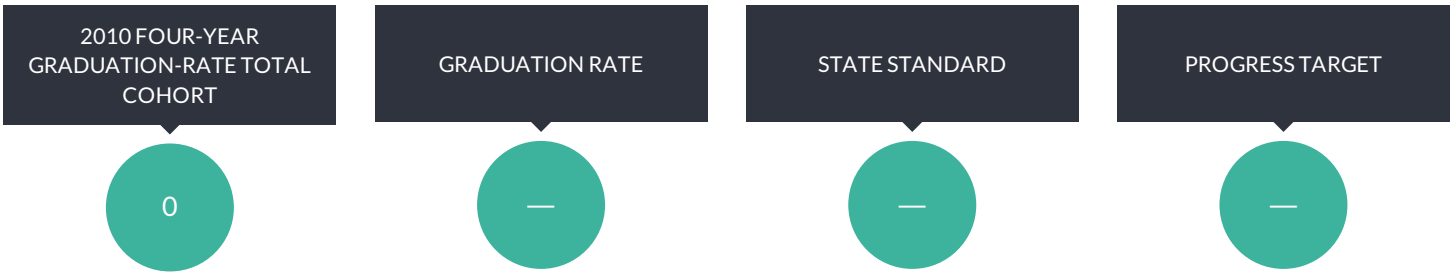 2010 FOUR-YEAR
GRADUATION-RATE TOTAL
COHORT
GRADUATION RATE
STATE STANDARD
PROGRESS TARGET
0
—
—
—